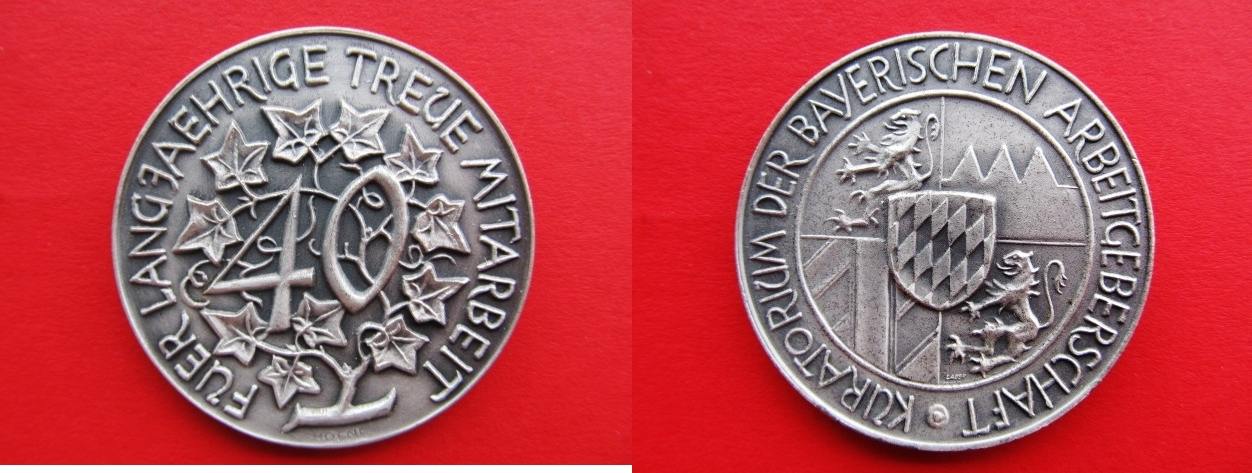 FUER LANGJAEHRIGE TREUE MITARBEIT
40
KURATORIUM DER BAYERISCHEN ARBEITGEBERSCHAFT